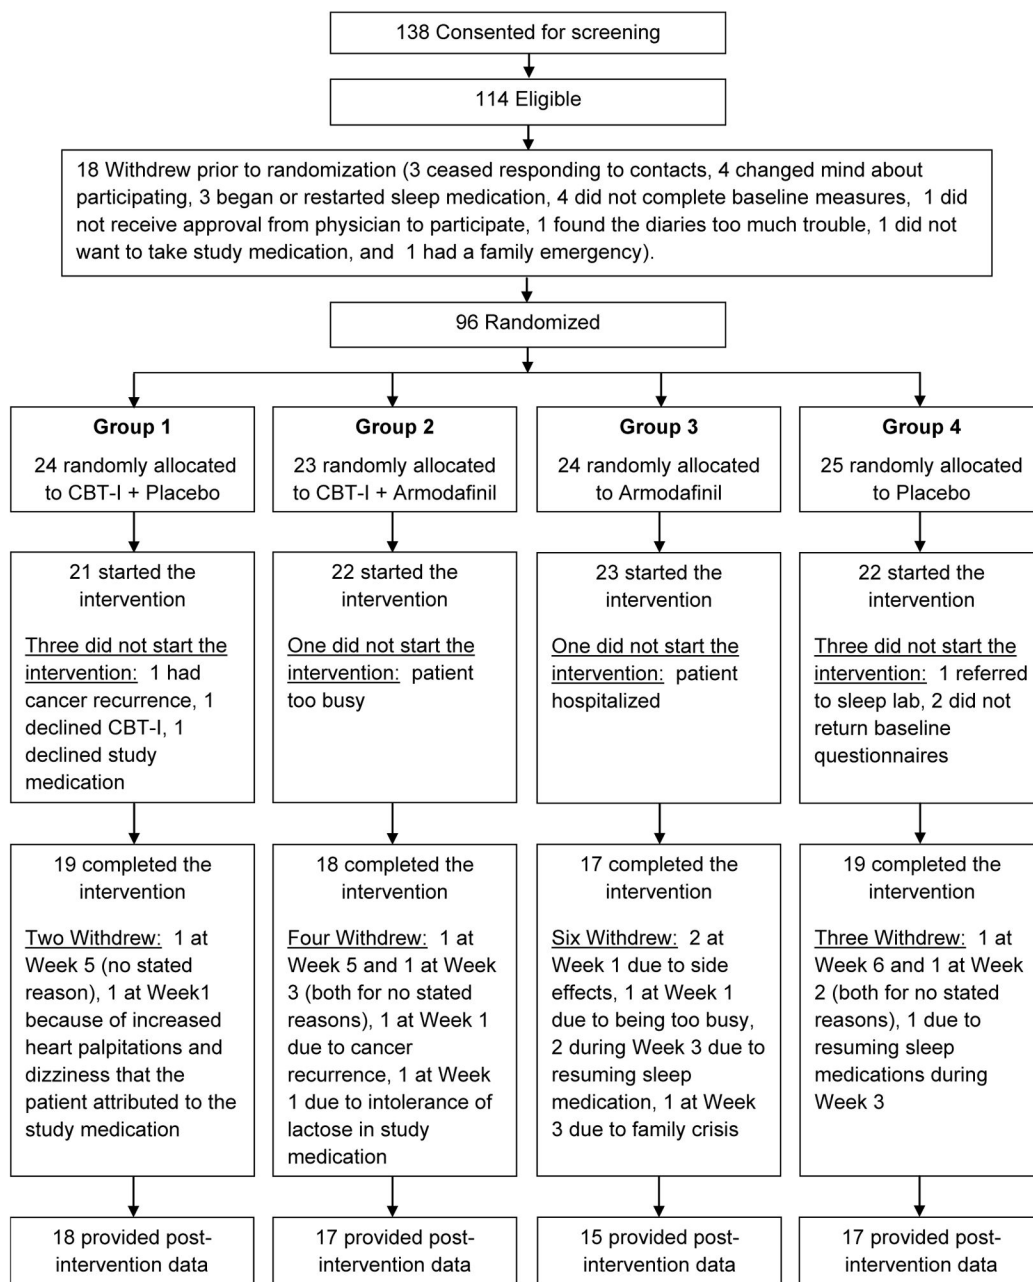 138 Consented for screening
114 Eligible
18 Withdrew prior to randomization (3 ceased responding to contacts, 4 changed mind about
participating, 3 began or restarted sleep medication, 4 did not complete baseline measures,  1 did
not receive approval from physician to participate, 1 found the diaries too much trouble, 1 did not
want to take study medication, and  1 had a family emergency).
96 Randomized
Group 1
24 randomly allocated
to CBT-I + Placebo
Group 2
23 randomly allocated
to CBT-I + Armodafinil
Group 3
24 randomly allocated
to Armodafinil
Group 4
25 randomly allocated
to Placebo
21 started the
intervention
Three did not start the
intervention:  1 had
cancer recurrence, 1
declined CBT-I, 1
declined study
medication
22 started the
intervention
One did not start the
intervention:  patient
too busy
23 started the
intervention
One did not start the
intervention:  patient
hospitalized
22 started the
intervention
Three did not start the
intervention:  1 referred
to sleep lab, 2 did not
return baseline
questionnaires
19 completed the
intervention
Two Withdrew:  1 at
Week 5 (no stated
reason), 1 at Week1
because of increased
heart palpitations and
dizziness that the
patient attributed to the
study medication
18 completed the
intervention
Four Withdrew:  1 at
Week 5 and 1 at Week
3 (both for no stated
reasons), 1 at Week 1
due to cancer
recurrence, 1 at Week
1 due to intolerance of
lactose in study
medication
17 completed the
intervention
Six Withdrew:  2 at
Week 1 due to side
effects, 1 at Week 1
due to being too busy,
2 during Week 3 due to
resuming sleep
medication, 1 at Week
3 due to family crisis
19 completed the
intervention
Three Withdrew:  1 at
Week 6 and 1 at Week
2 (both for no stated
reasons), 1 due to
resuming sleep
medications during
Week 3
18 provided post-
intervention data
17 provided post-
intervention data
15 provided post-
intervention data
17 provided post-
intervention data